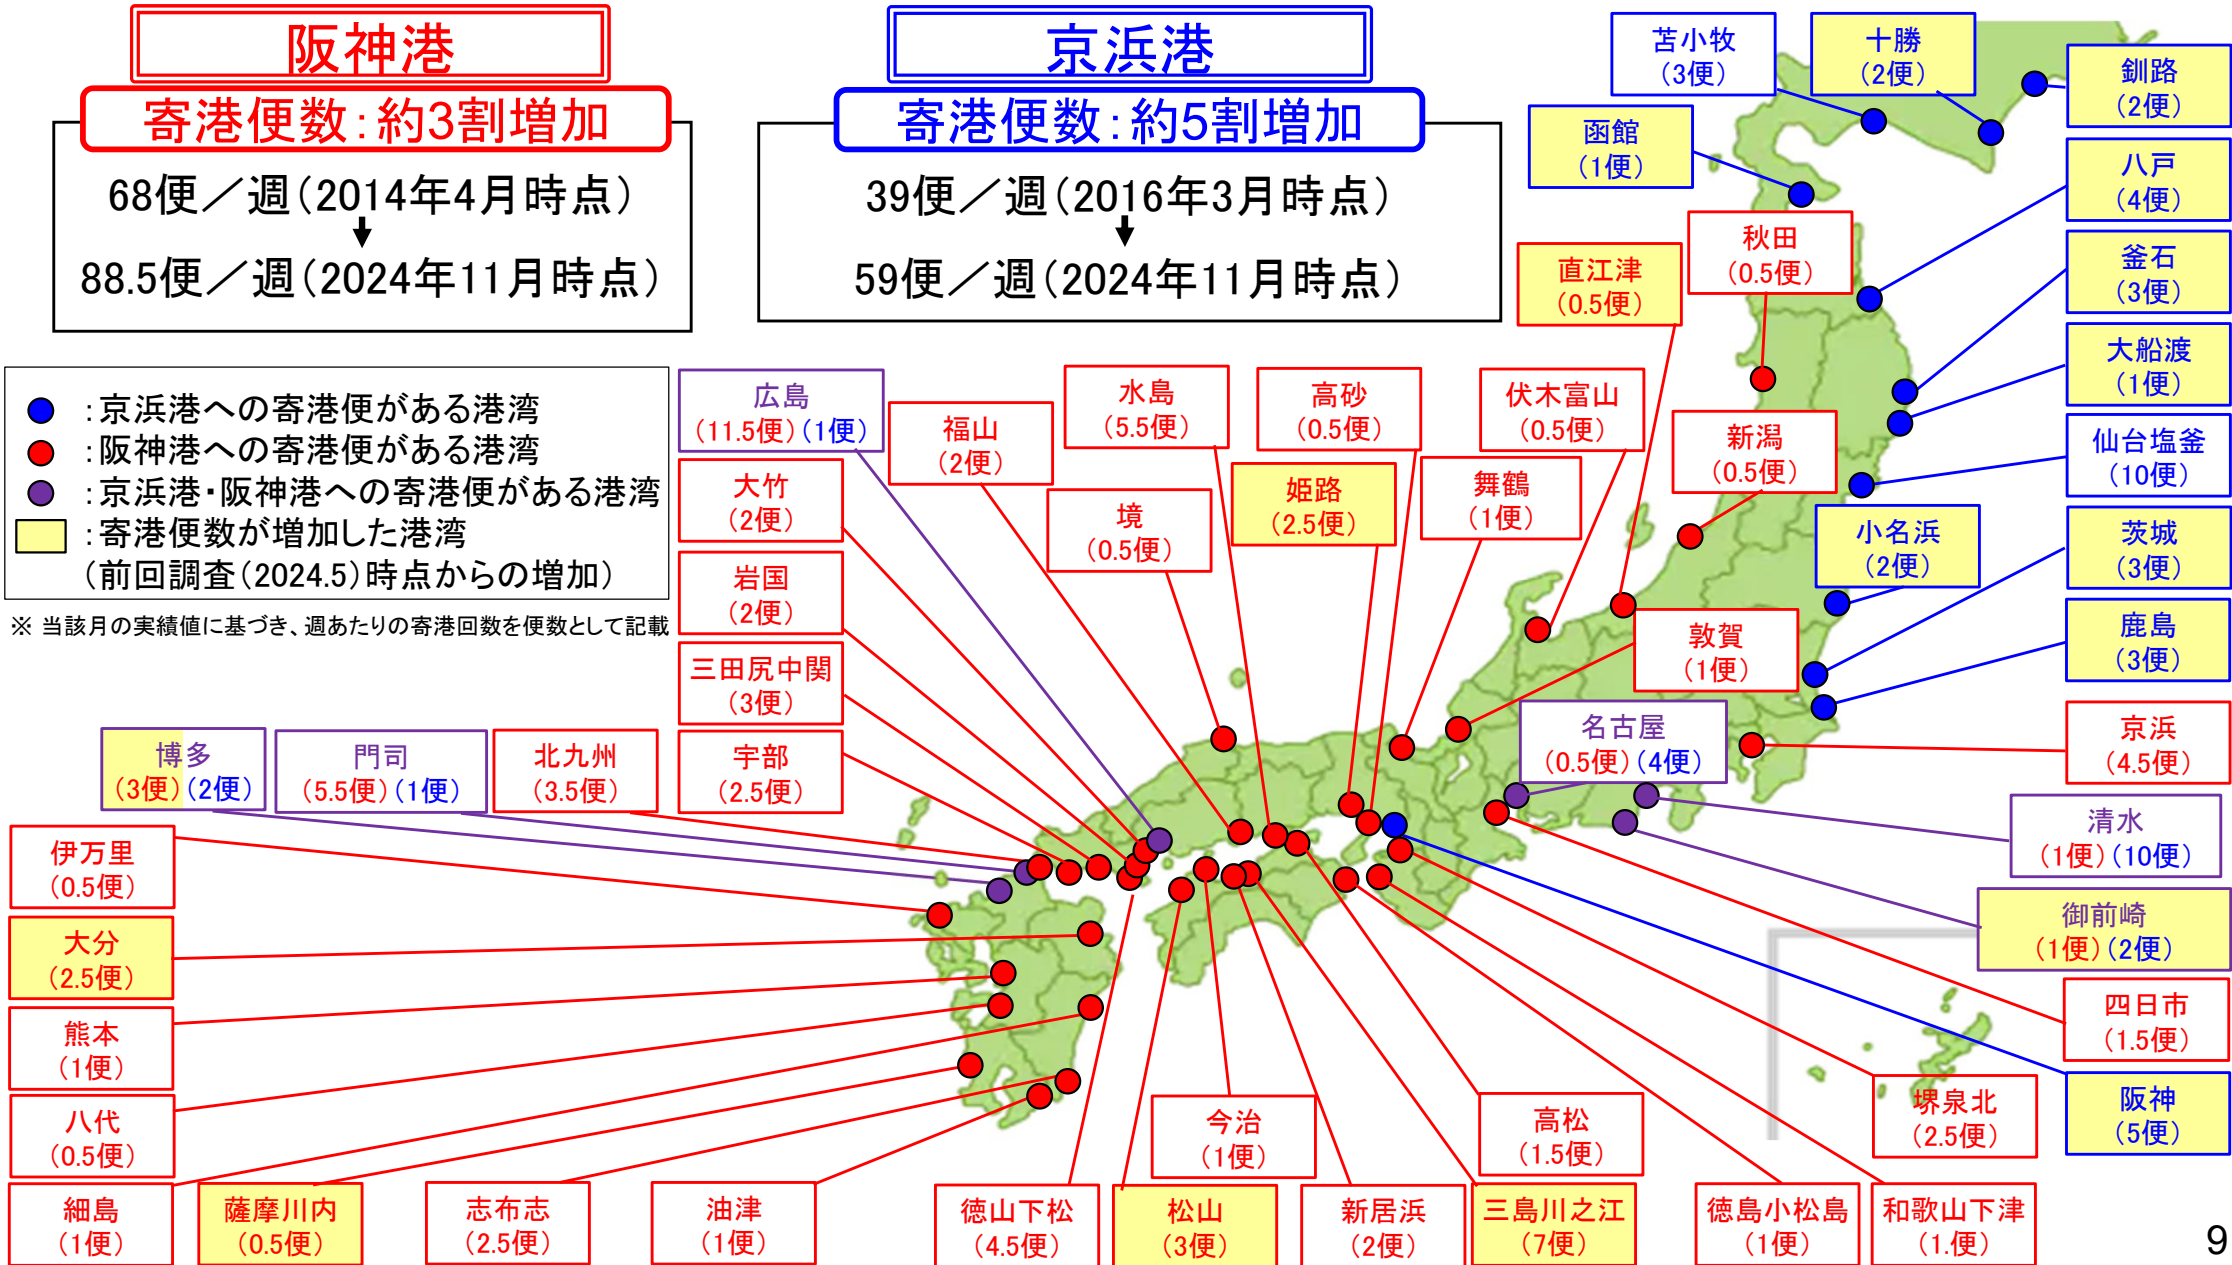 阪神港
寄港便数：約3割増加
68便／週（2014年4月時点）
88.5便／週（2024年11月時点）
京浜港
寄港便数：約5割増加
39便／週（2016年3月時点）
59便／週（2024年11月時点）
：京浜港への寄港便がある港湾
：阪神港への寄港便がある港湾
：京浜港・阪神港への寄港便がある港湾
：寄港便数が増加した港湾
（前回調査（2024.5）時点からの増加）
※ 当該月の実績値に基づき、週あたりの寄港回数を便数として記載
苫小牧
（3便）
十勝
（2便）
釧路
（2便）
函館
（1便）
八戸
（4便）
秋田
（0.5便）
直江津
（0.5便）
釜石
（3便）
大船渡
（1便）
広島
（11.5便）（1便）
福山
（2便）
水島
（5.5便）
高砂
（0.5便）
伏木富山
（0.5便）
新潟
（0.5便）
仙台塩釜
（10便）
大竹
（2便）
境
（0.5便）
姫路
（2.5便）
舞鶴
（1便）
小名浜
（2便）
茨城
（3便）
岩国
（2便）
敦賀
（1便）
鹿島
（3便）
三田尻中関
（3便）
博多
（3便）（2便）
門司
（5.5便）（1便）
北九州
（3.5便）
宇部
（2.5便）
名古屋
（0.5便）（4便）
京浜
（4.5便）
伊万里
（0.5便）
清水
（1便）（10便）
大分
（2.5便）
御前崎
（1便）（2便）
熊本
（1便）
四日市
（1.5便）
八代
（0.5便）
今治
（1便）
高松
（1.5便）
堺泉北
（2.5便）
阪神
（5便）
細島
（1便）
薩摩川内
（0.5便）
志布志
（2.5便）
油津
（1便）
徳山下松
（4.5便）
松山
（3便）
新居浜
（2便）
三島川之江
（7便）
徳島小松島
（1便）
和歌山下津
（1.便）
9